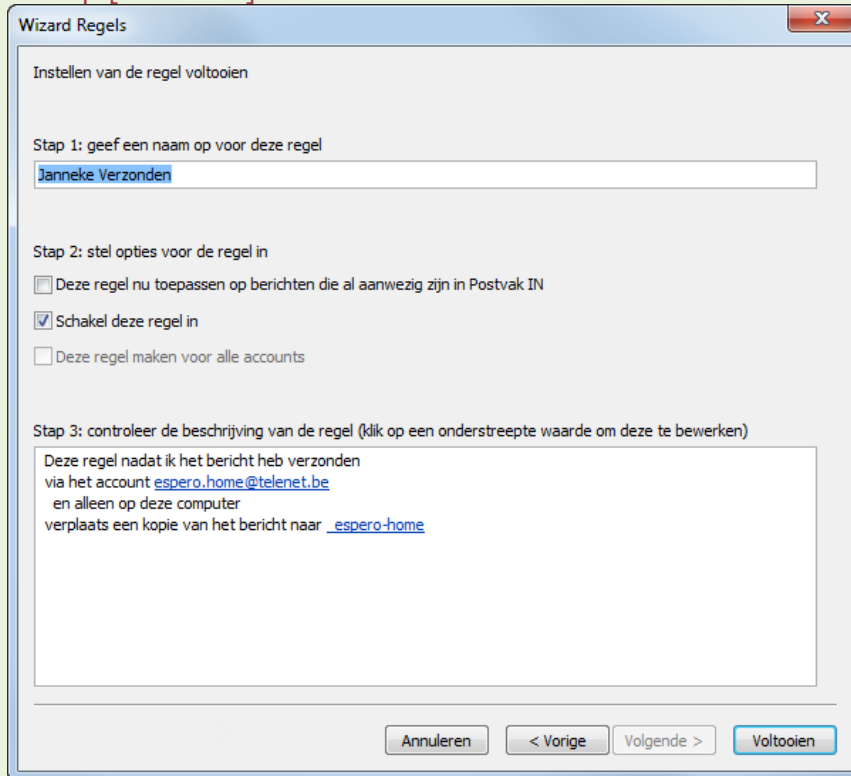 Wizard Regels
Instellen van de regel voltooien
Stap 1: geef een naam op voor deze regel
Janneke Verzonden
Stap 2: stel opties voor de regel in
Deze regel nu toepassen op berichten die al aanwezig zijn in Postvak IN
Schakel deze regel in
Deze regel maken voor alle accounts
Stap 3: controleer de beschrijving van de regel (klik op een onderstreepte waarde om deze te bewerken)
Deze regel nadat ik het bericht heb verzonden
via het account espero.home@telenet.be
en alleen op deze computer
verplaats een kopie van het bericht naar _espero-home
Annuleren < Vorige Volgende > Voltooien